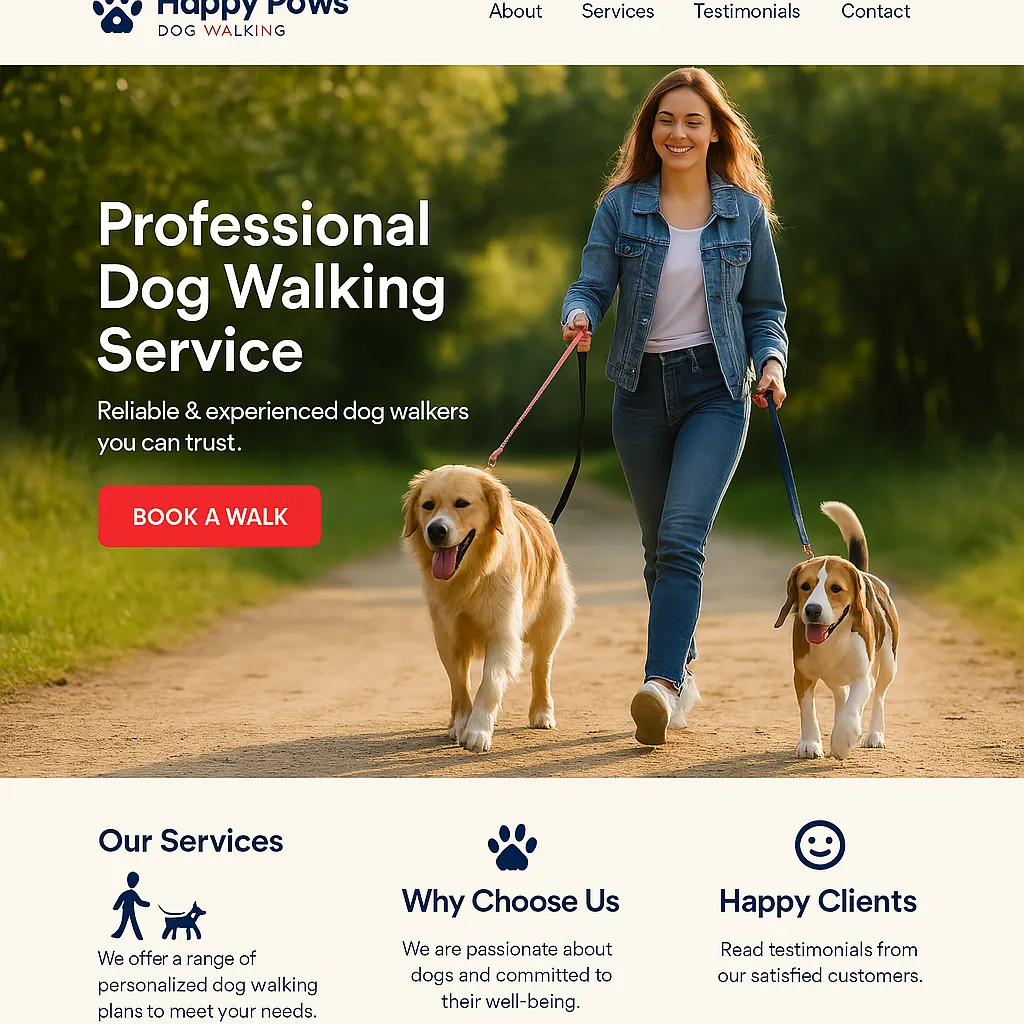 Happy Pows
DOG WALKING
About Services Testimonials Contact
Professional
Dog Walking
Service
Reliable & experienced dog walkers
you can trust.
BOOK A WALK
Our Services
We offer a range of
personalized dog walking
plans to meet your needs.
Why Choose Us
We are passionate about
dogs and committed to
their well-being.
Happy Clients
Read testimonials from
our satisfied customers.